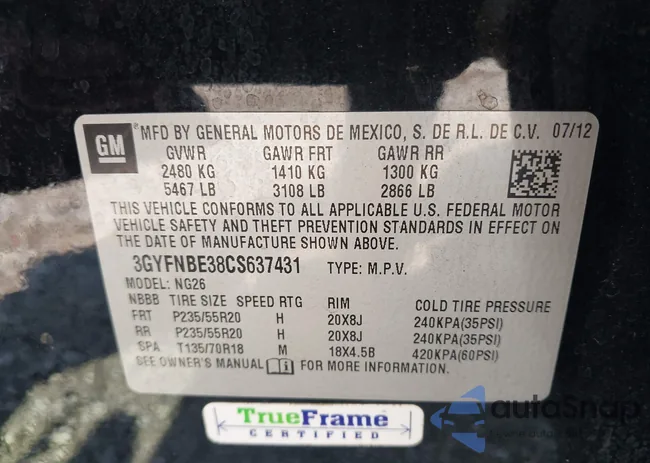 GM
MFD BY GENERAL MOTORS DE MEXICO, S. DE R.L. DE C.V. 07/12
GVWR GAWR FRT GAWR RR
2480 KG 1410 KG 1300 KG
5467 LB 3108 LB 2866 LB
THIS VEHICLE CONFORMS TO ALL APPLICABLE U.S. FEDERAL MOTOR
VEHICLE SAFETY AND THEFT PREVENTION STANDARDS IN EFFECT ON
THE DATE OF MANUFACTURE SHOWN ABOVE.
3GYFNBE38CS637431 TYPE: M.P.V.
MODEL: NG26
NBBB TIRE SIZE SPEED RTG RIM COLD TIRE PRESSURE
FRT P235/55R20 H 20X8J 240KPA(35PSI)
RR P235/55R20 H 20X8J 240KPA(35PSI)
SPA T135/70R18 M 18X4.5B 420KPA(60PSI)
SEE OWNER'S MANUAL FOR MORE INFORMATION.
TrueFrame
CERTIFIED
autoSnap